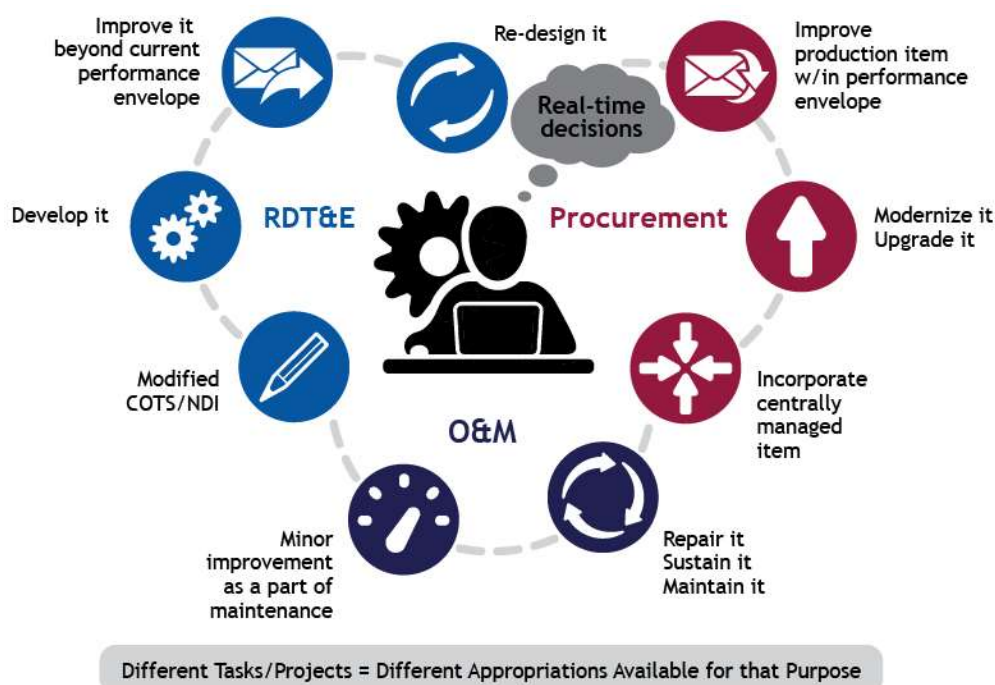 Improve it
beyond current
performance
envelope
Re-design it
Improve
production item
w/in performance
envelope
Real-time
decisions
Develop it
RDT&E
Procurement
Modernize it
Upgrade it
Modified
COTS/NDI
Incorporate
centrally
managed
item
O&M
Minor
improvement
as a part of
maintenance
Repair it
Sustain it
Maintain it
Different Tasks/Projects = Different Appropriations Available for that Purpose